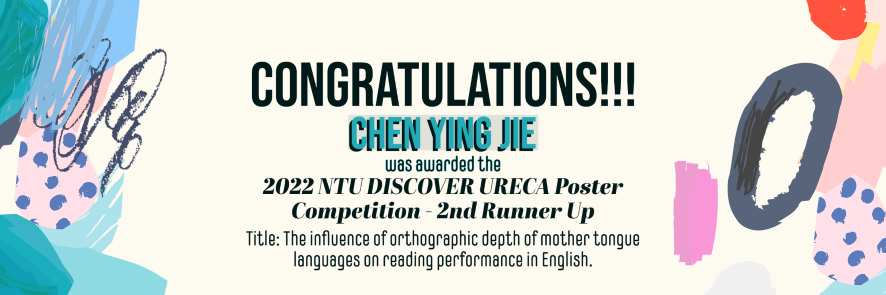 CONGRATULATIONS!!!
CHEN YING JIE
was awarded the
2022 NTU DISCOVER URECA Poster
Competition - 2nd Runner Up
Title: The influence of orthographic depth of mother tongue
languages on reading performance in English.